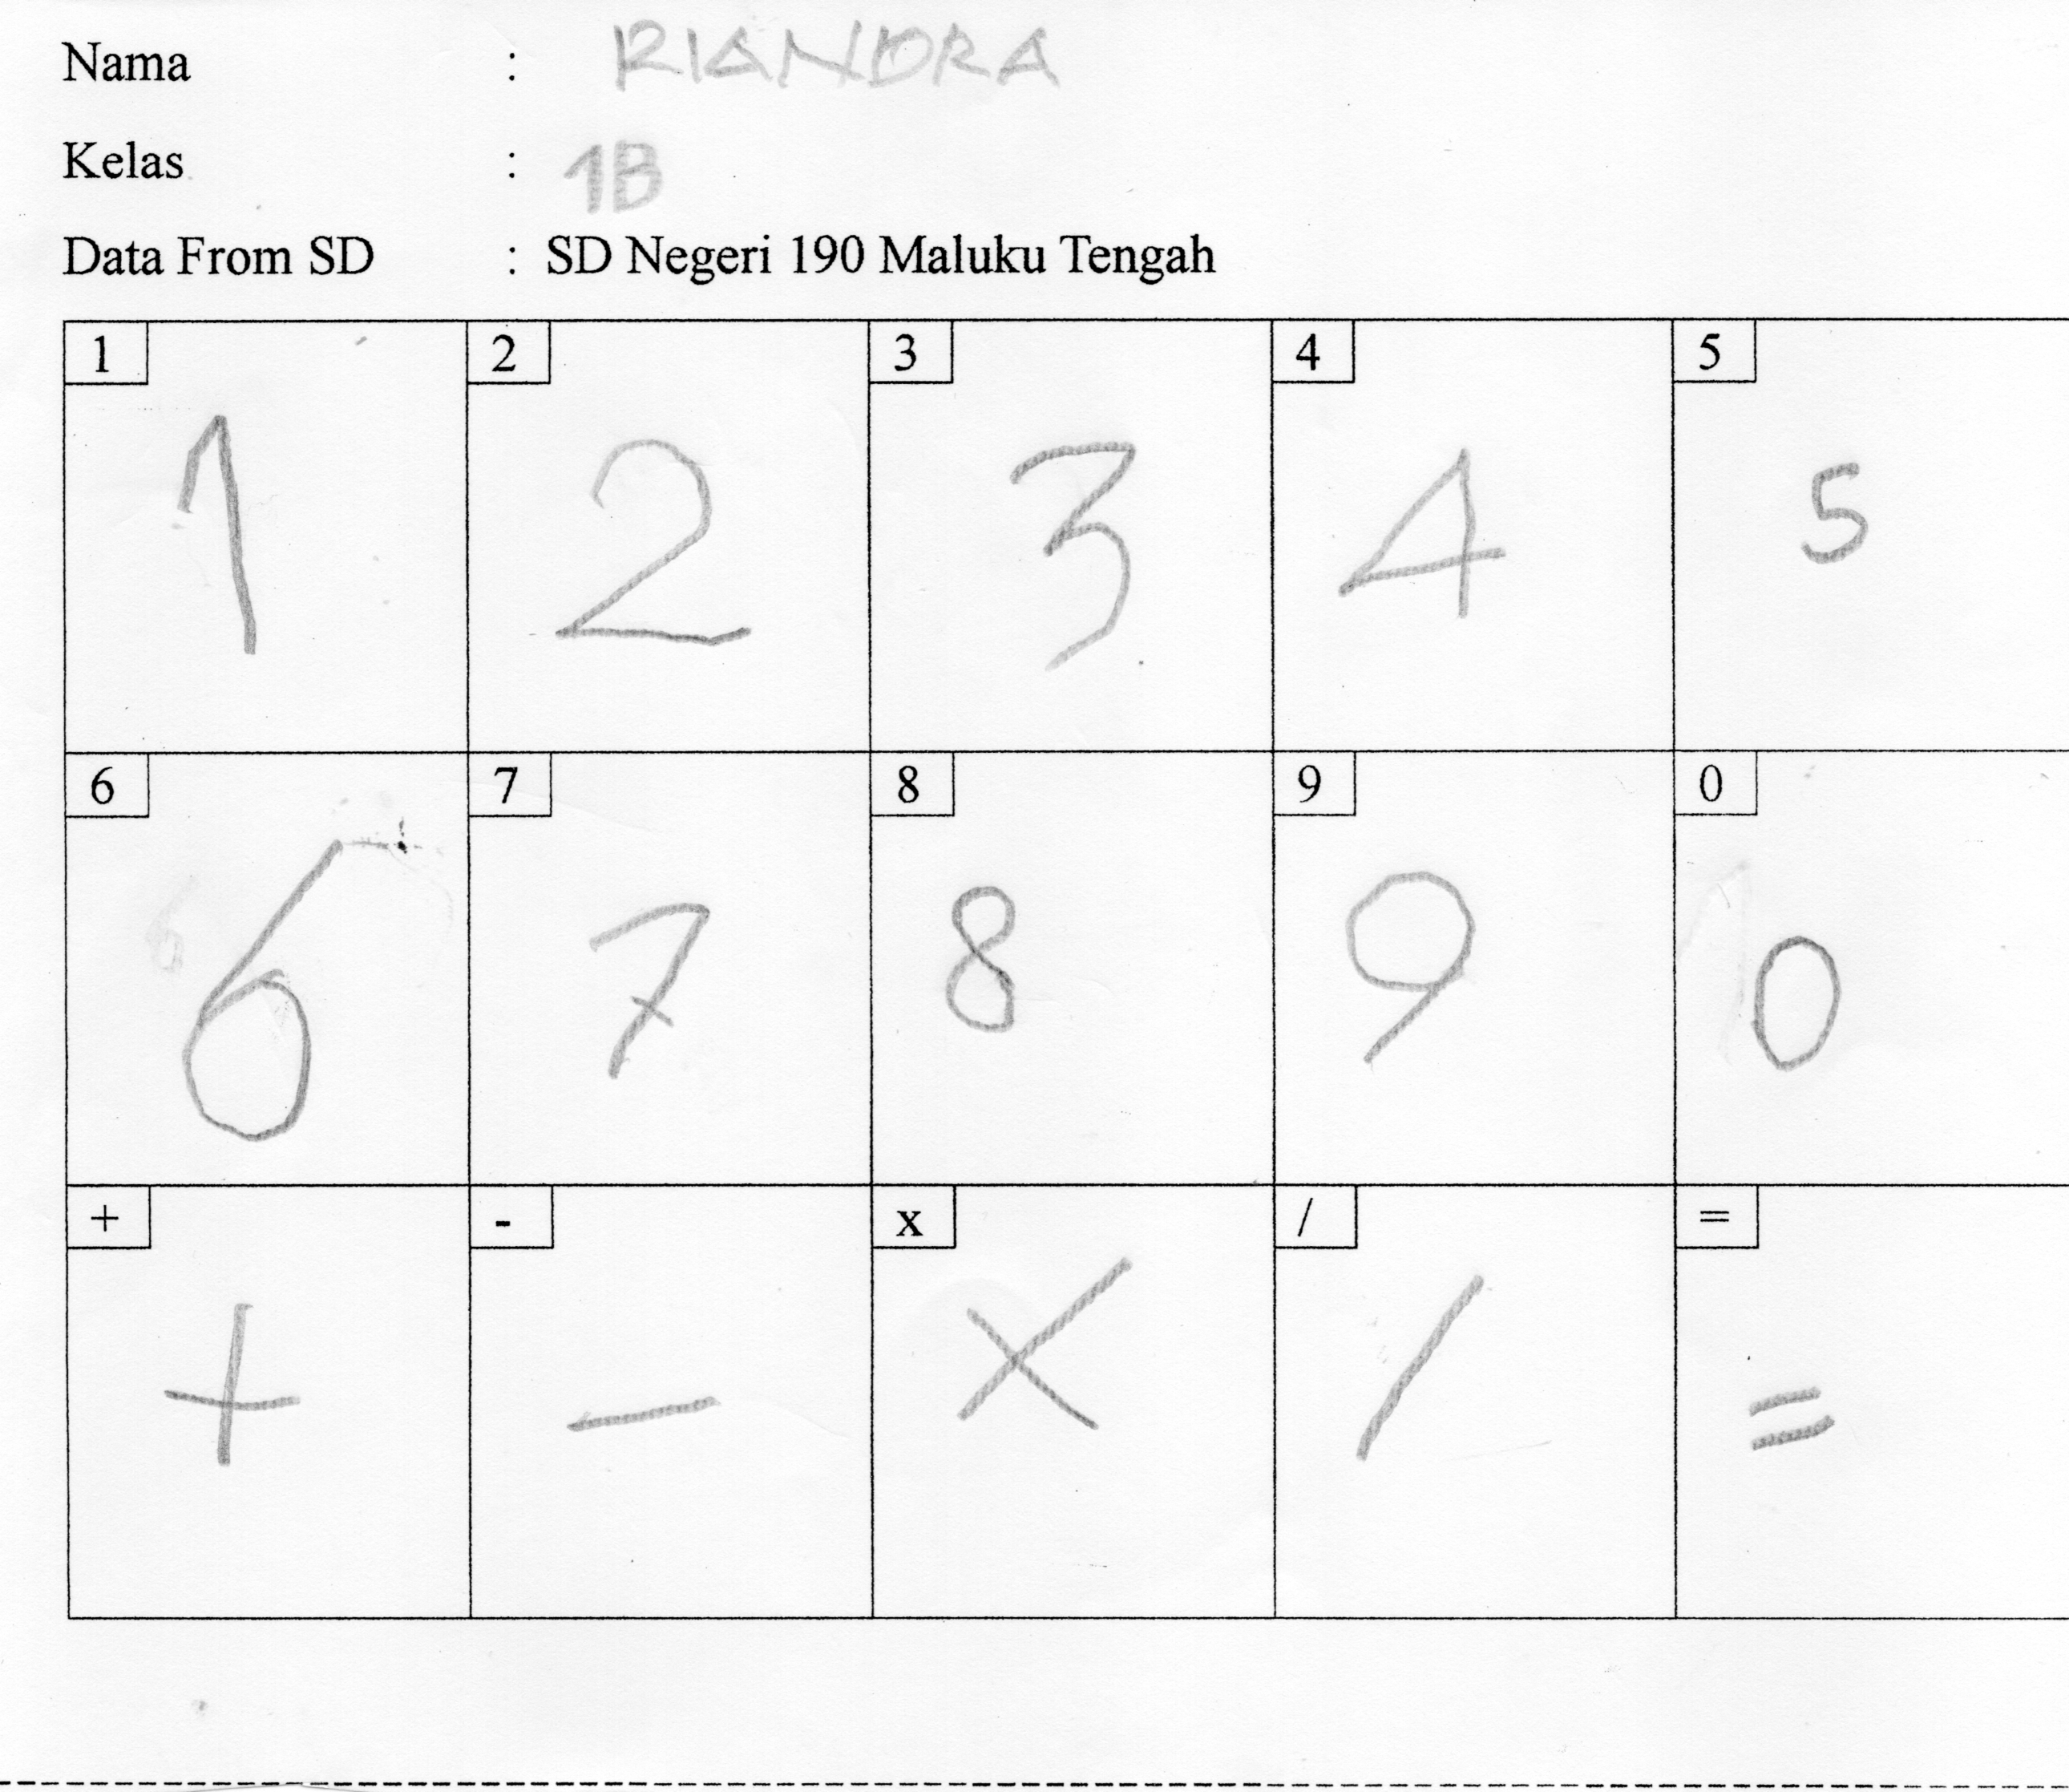 Nama : RIANDRA
Kelas : 1B
Data From SD : SD Negeri 190 Maluku Tengah
1 2 3 4 5
1 2 3 4 5
6 7 8 9 0
6 7 8 9 0
+ - x / =
+ - x / =